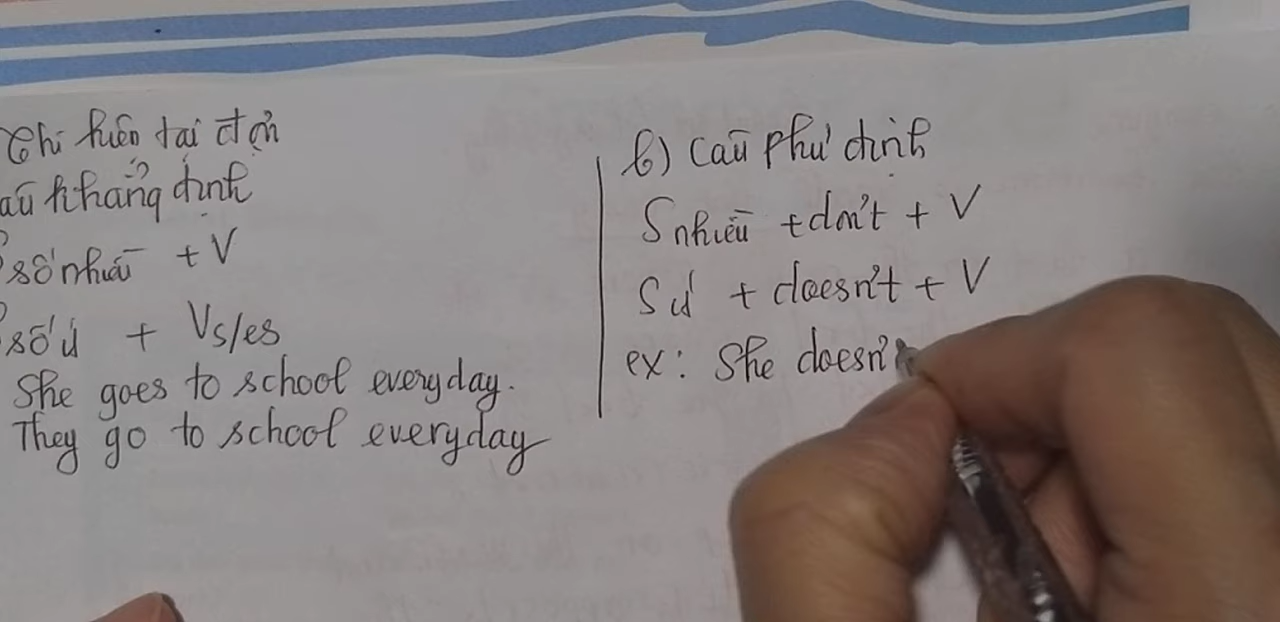 Thì hiện tại đơn
âu khẳng định
số nhiều + V
số ít + Vs/es
She goes to school everyday.
They go to school everyday
b) Câu phủ định
S nhiều + don't + V
S ít + doesn't + V
ex: She doesn't